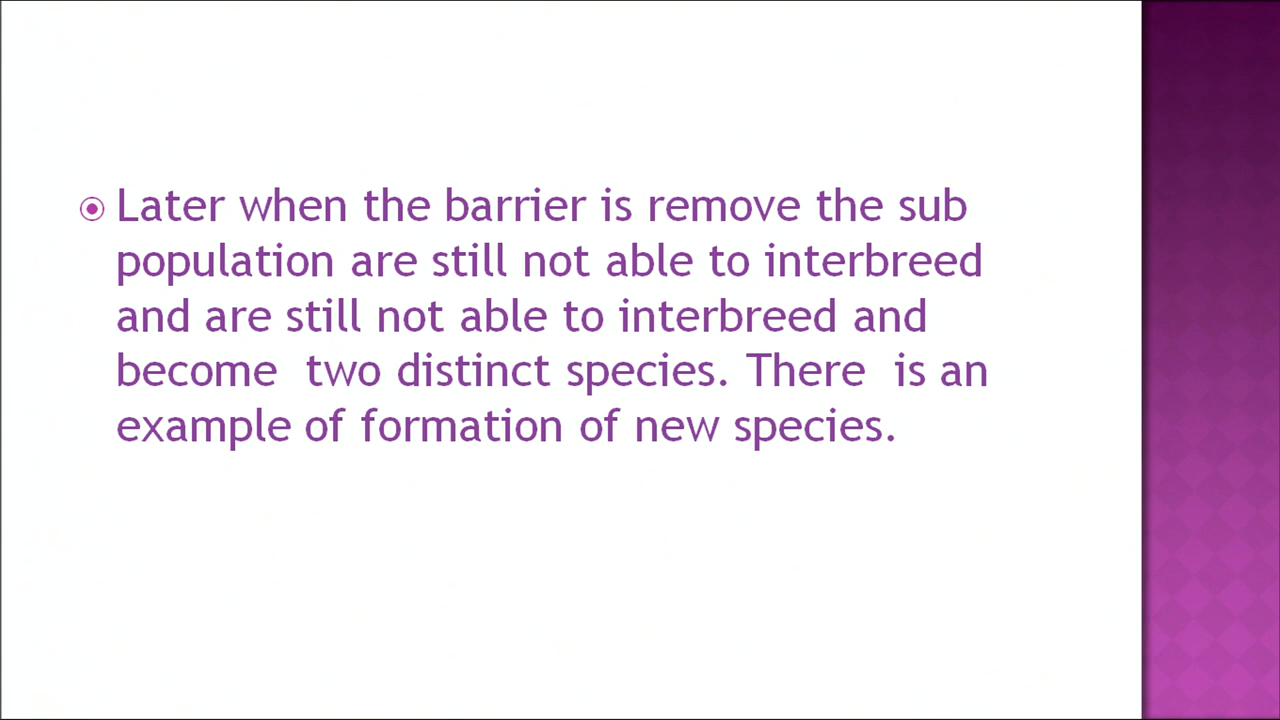 Later when the barrier is remove the sub
population are still not able to interbreed
and are still not able to interbreed and
become two distinct species. There is an
example of formation of new species.